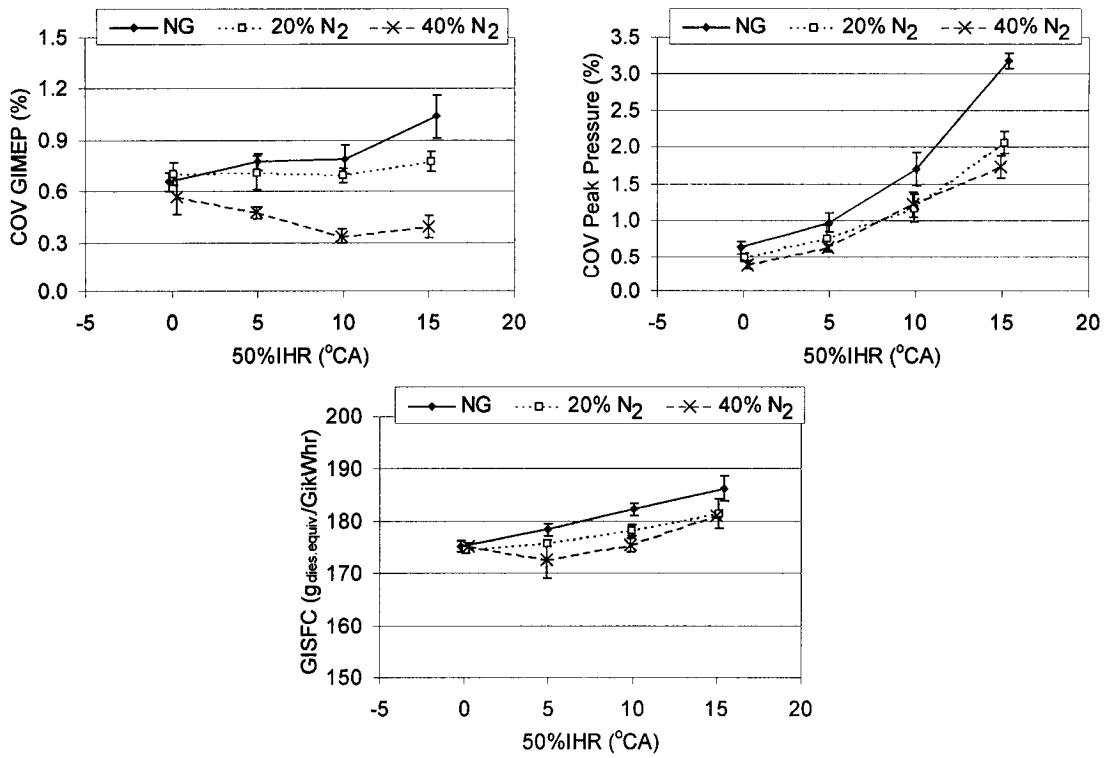 NG 20% N2 40% N2
COV GIMEP (%)
1.5
1.2
0.9
0.6
0.3
0.0
-5 0 5 10 15 20
50%IHR (°CA)
NG 20% N2 40% N2
COV Peak Pressure (%)
3.5
3.0
2.5
2.0
1.5
1.0
0.5
0.0
-5 0 5 10 15 20
50%IHR (°CA)
NG 20% N2 40% N2
GISFC (gdies.equiv./GikWhr)
200
190
180
170
160
150
-5 0 5 10 15 20
50%IHR (°CA)